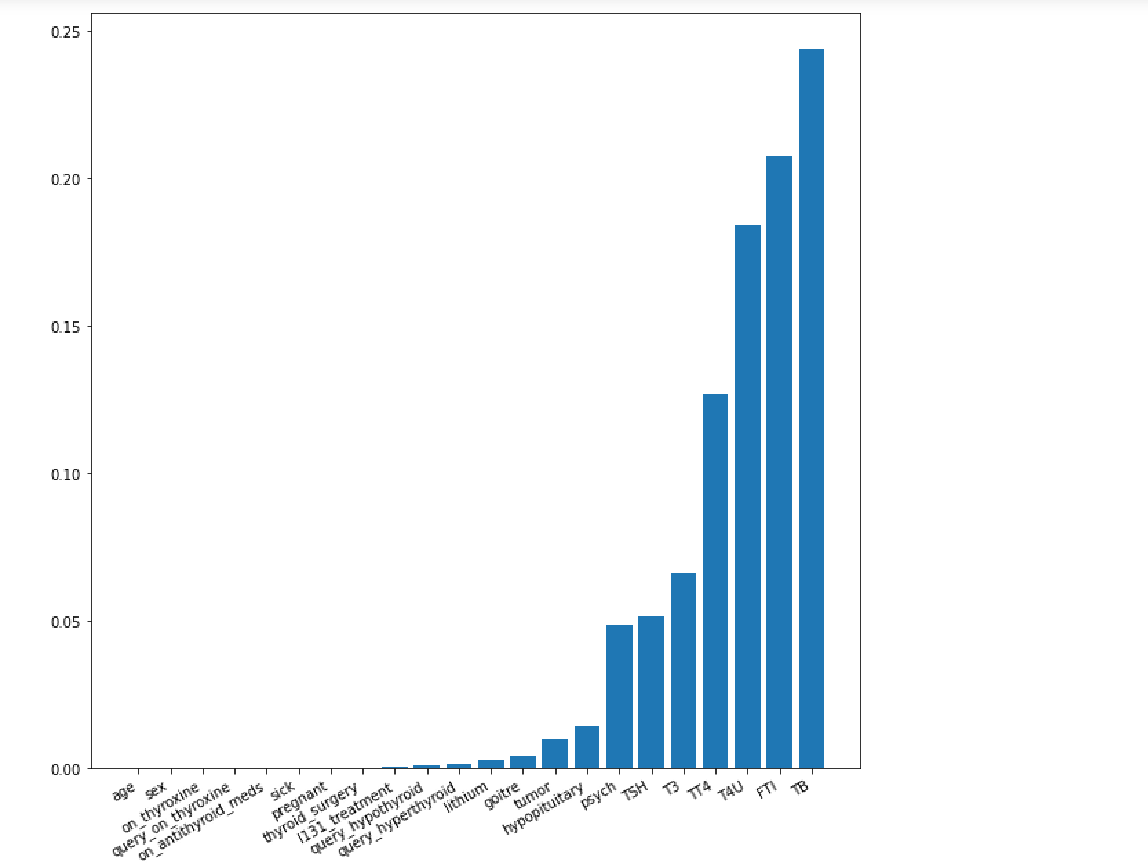 0.25
0.20
0.15
0.10
0.05
0.00
age
sex
on_thyroxine
query_on_thyroxine
on_antithyroid_meds
sick
pregnant
thyroid_surgery
I131_treatment
query_hypothyroid
query_hyperthyroid
lithium
goitre
tumor
hypopituitary
psych
TSH
T3
TT4
T4U
FTI
TB